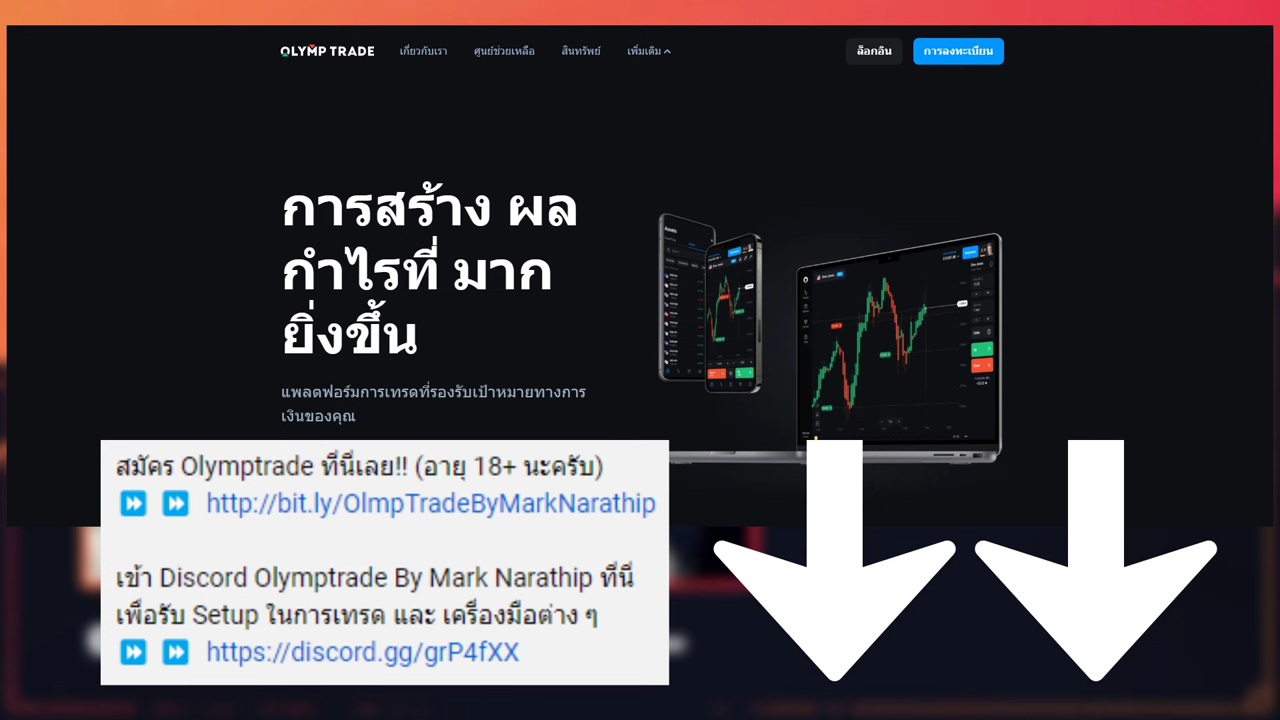 OLYMP TRADE เกี่ยวกับเรา ศูนย์ช่วยเหลือ สินทรัพย์ เพิ่มเติม ล็อกอิน การลงทะเบียน
การสร้าง ผล
กำไรที่ มาก
ยิ่งขึ้น
แพลตฟอร์มการเทรดที่รองรับเป้าหมายทางการ
เงินของคุณ
Assets
สมัคร Olymptrade ที่นี่เลย!! (อายุ 18+ นะครับ)
http://bit.ly/OlmpTradeByMarkNarathip
เข้า Discord Olymptrade By Mark Narathip ที่นี่
เพื่อรับ Setup ในการเทรด และ เครื่องมือต่าง ๆ
https://discord.gg/grP4fXX